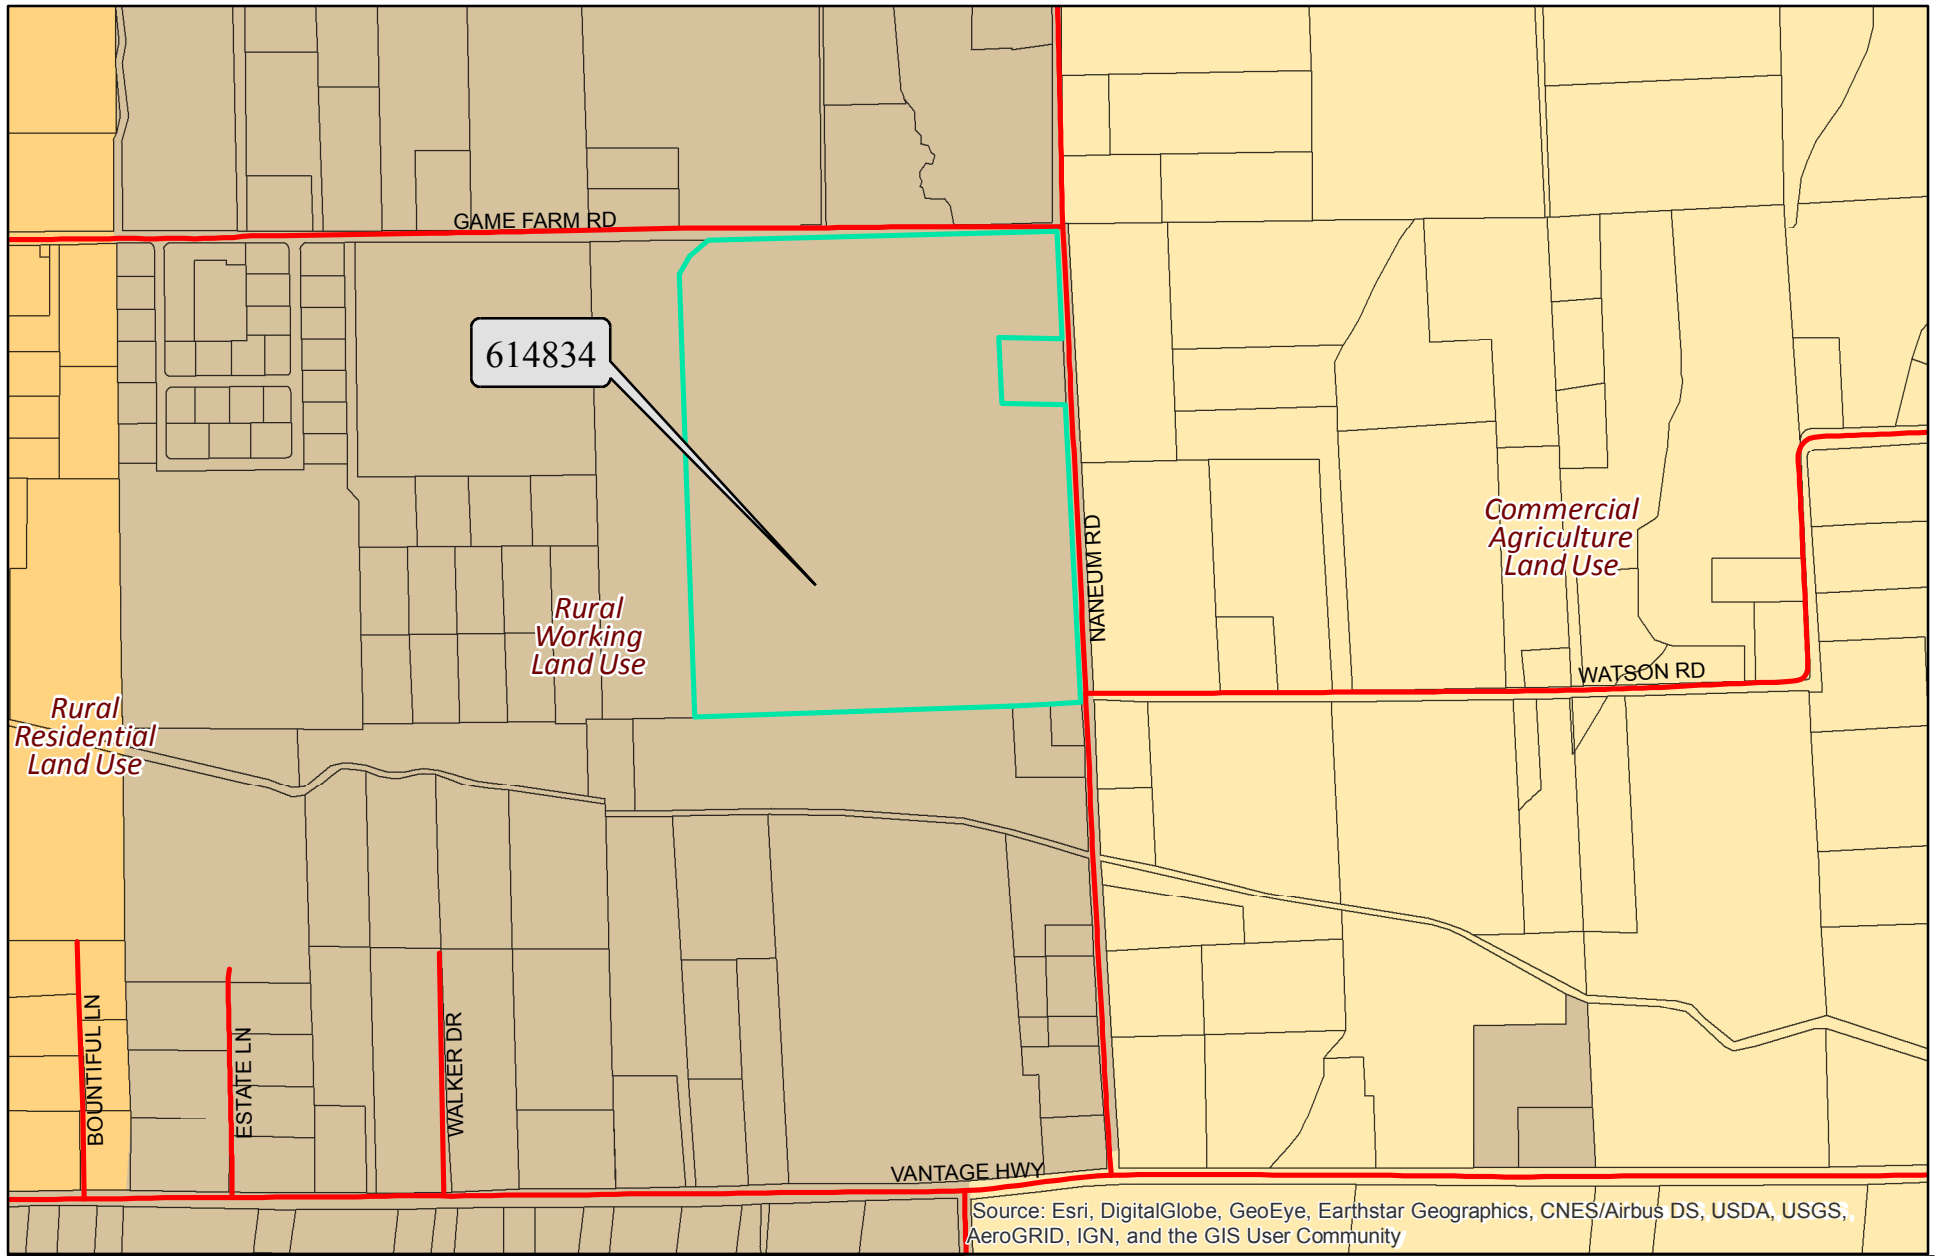 GAME FARM RD
614834
Commercial
Agriculture
Land Use
NANEUM RD
Rural
Working
Land Use
WATSON RD
Rural
Residential
Land Use
BOUNTIFUL LN
ESTATE LN
WALKER DR
VANTAGE HWY
Source: Esri, DigitalGlobe, GeoEye, Earthstar Geographics, CNES/Airbus DS, USDA, USGS,
AeroGRID, IGN, and the GIS User Community